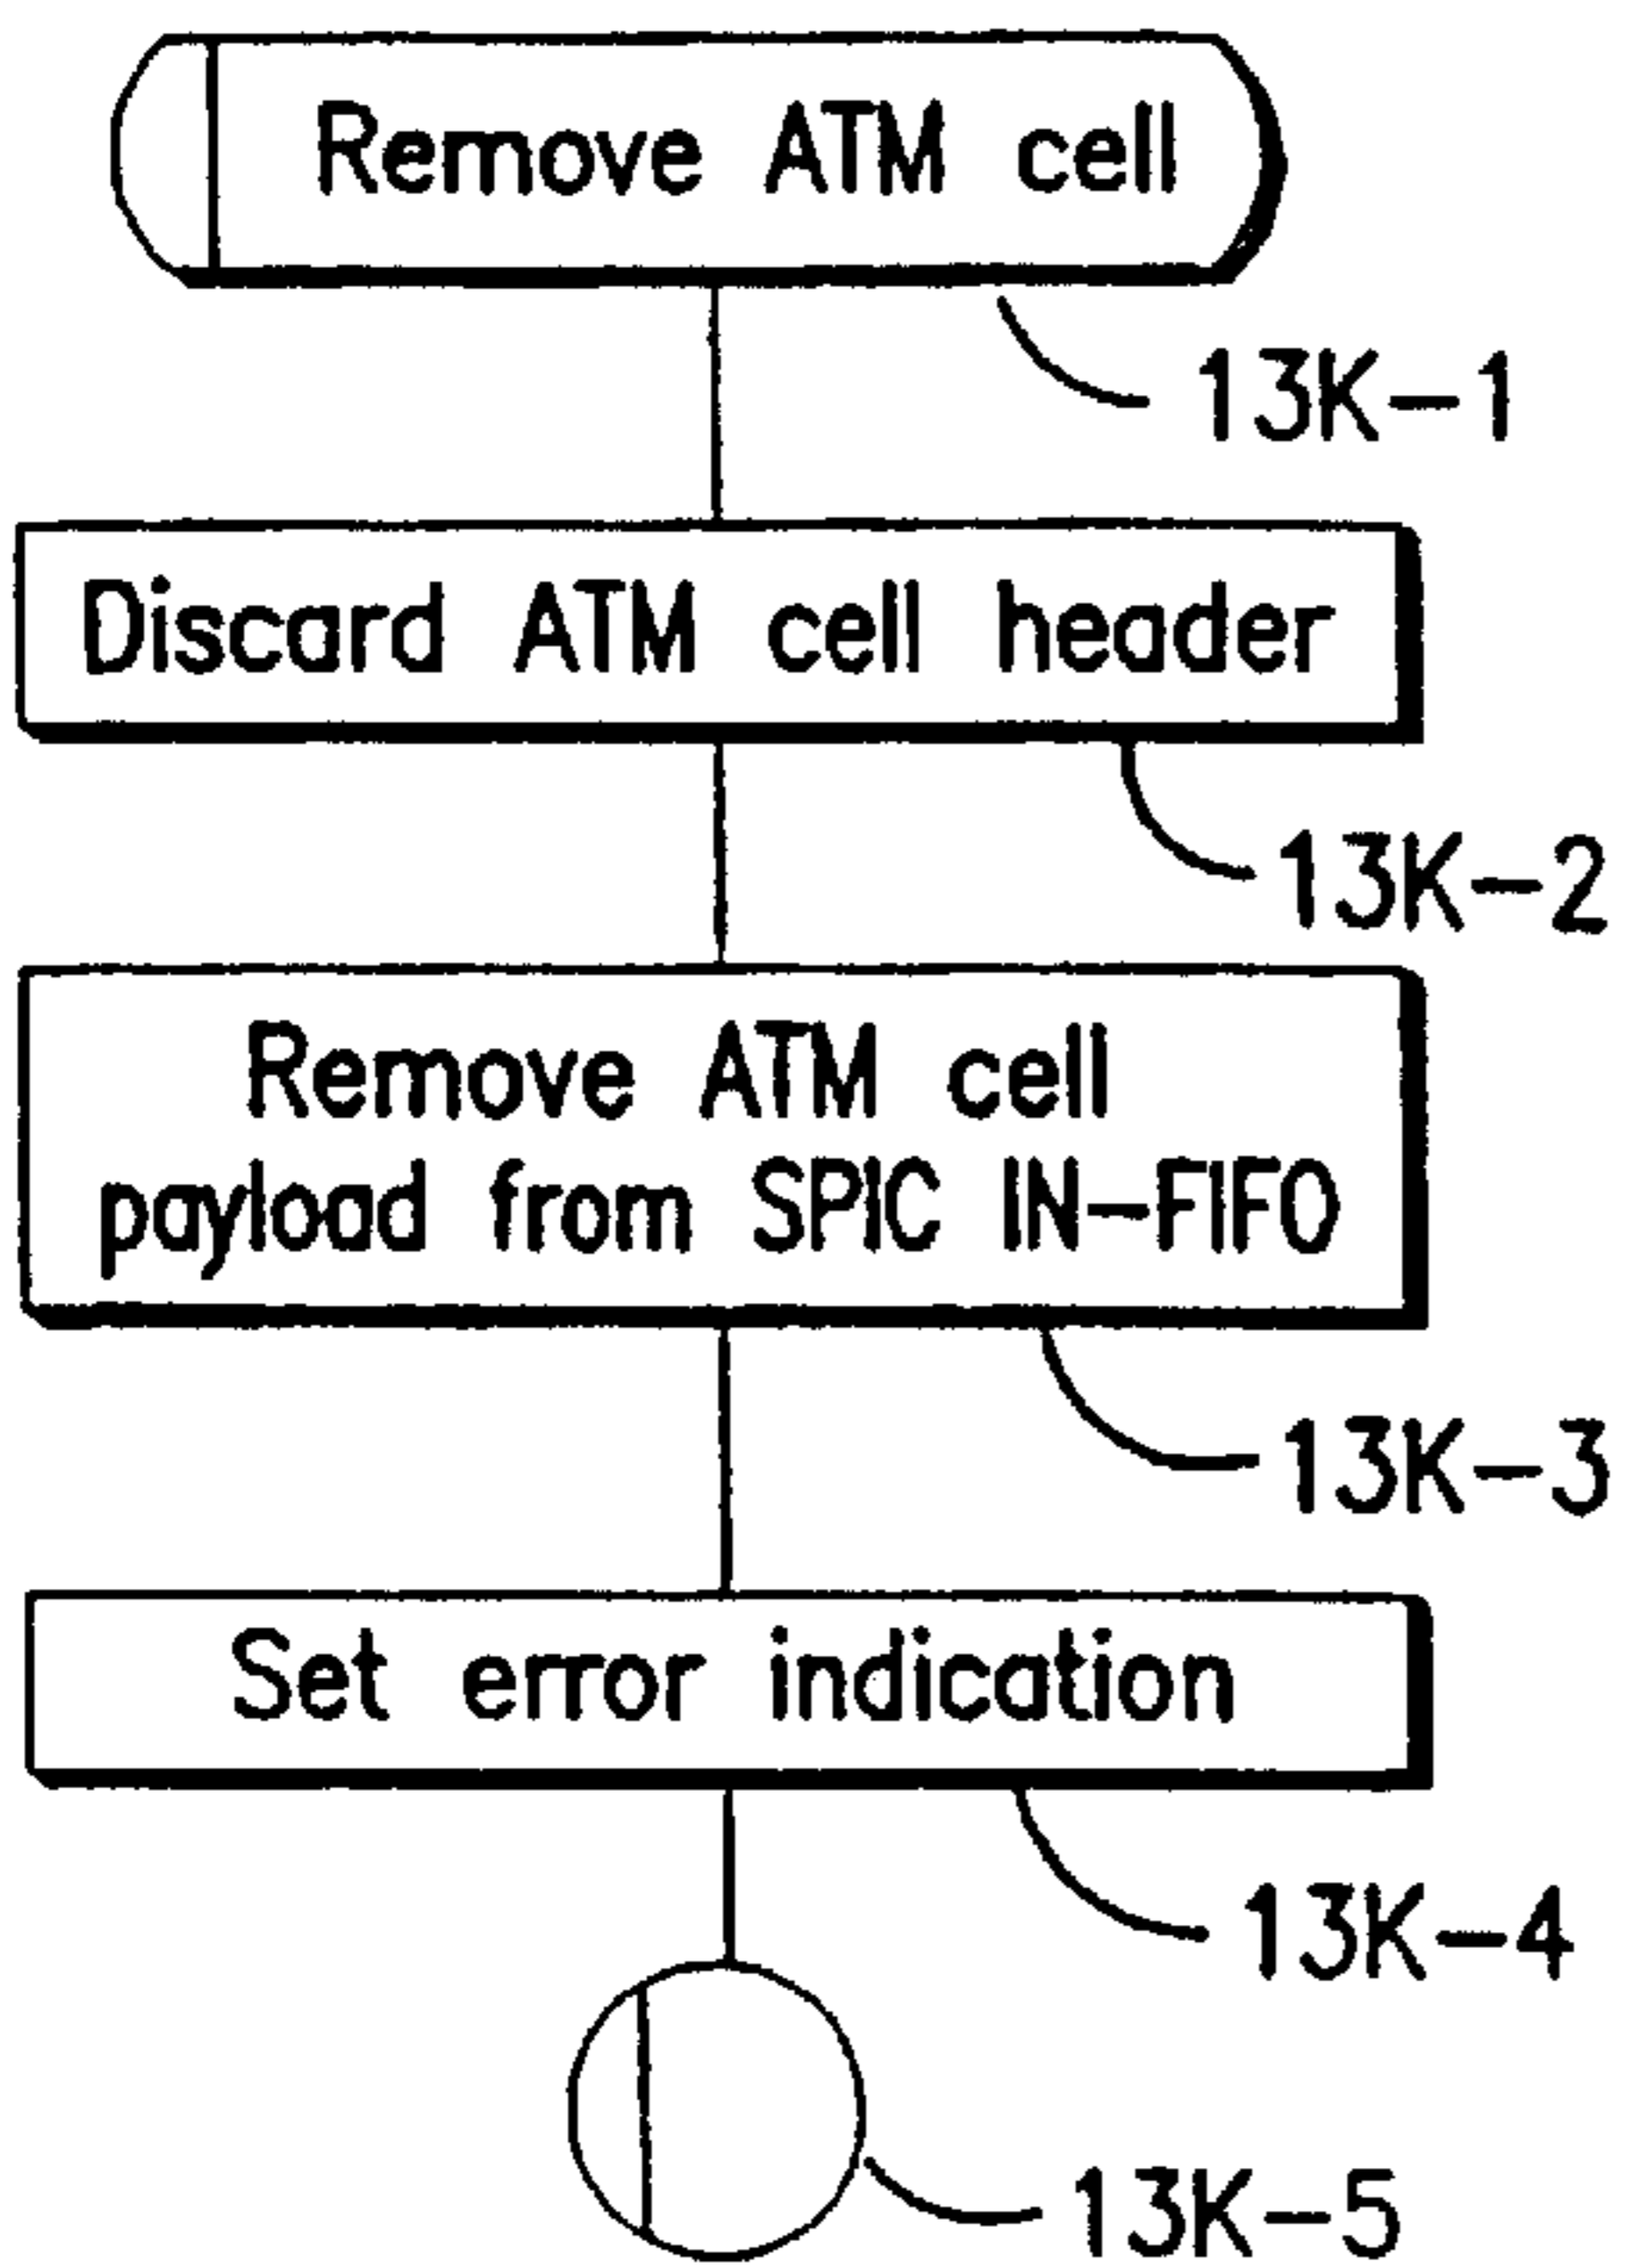 Remove ATM cell
13K-1
Discard ATM cell header
13K-2
Remove ATM cell
payload from SPIC IN-FIFO
13K-3
Set error indication
13K-4
13K-5